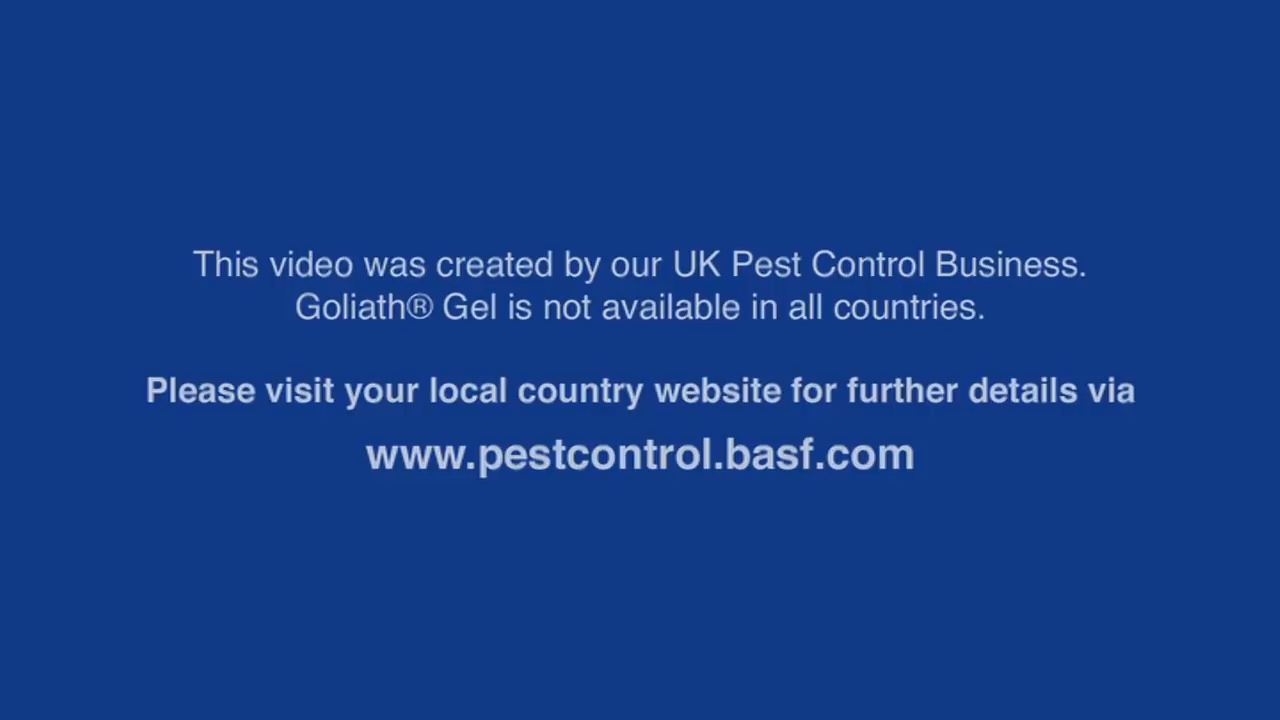 This video was created by our UK Pest Control Business.
Goliath® Gel is not available in all countries.
Please visit your local country website for further details via
www.pestcontrol.basf.com